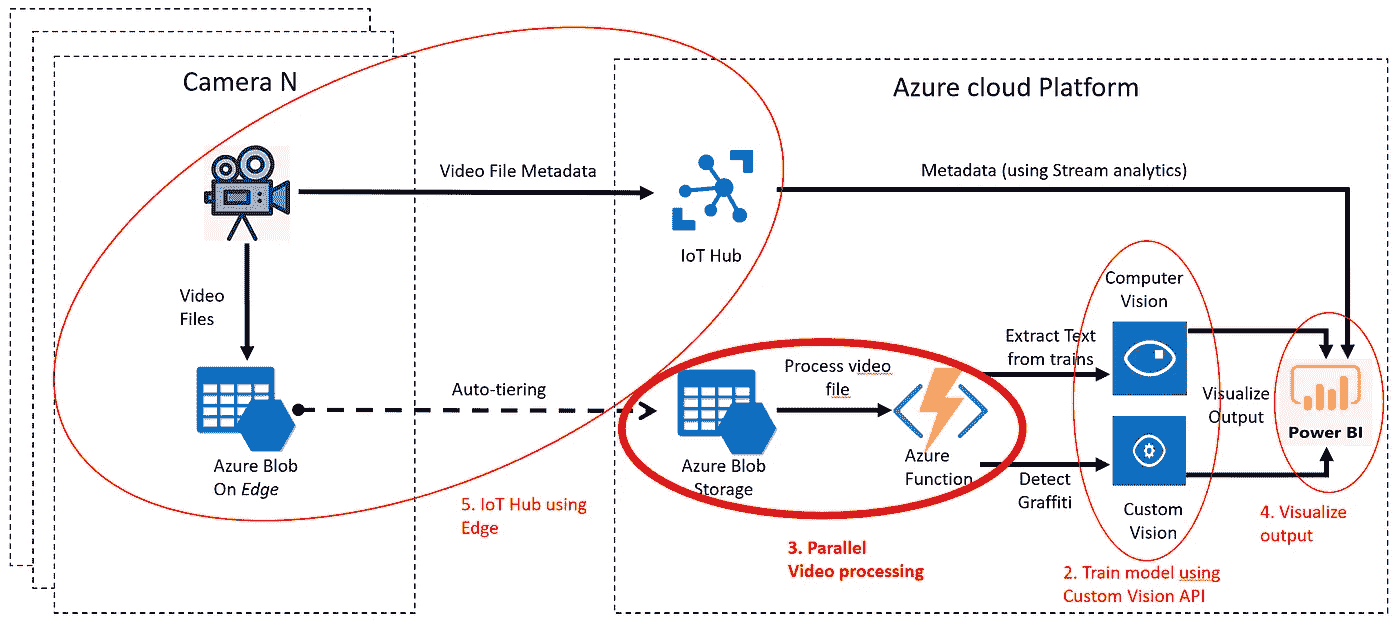 Camera N
Azure cloud Platform
Video File Metadata
Metadata (using Stream analytics)
IoT Hub
Video
Files
Computer
Vision
Extract Text
from trains
Process video
file
Auto-tiering
Visualize
Output
Power BI
Azure Blob
On Edge
Azure Blob
Storage
Azure
Function
Detect
Graffiti
Custom
Vision
5. IoT Hub using
Edge
3. Parallel
Video processing
2. Train model using
Custom Vision API
4. Visualize
output